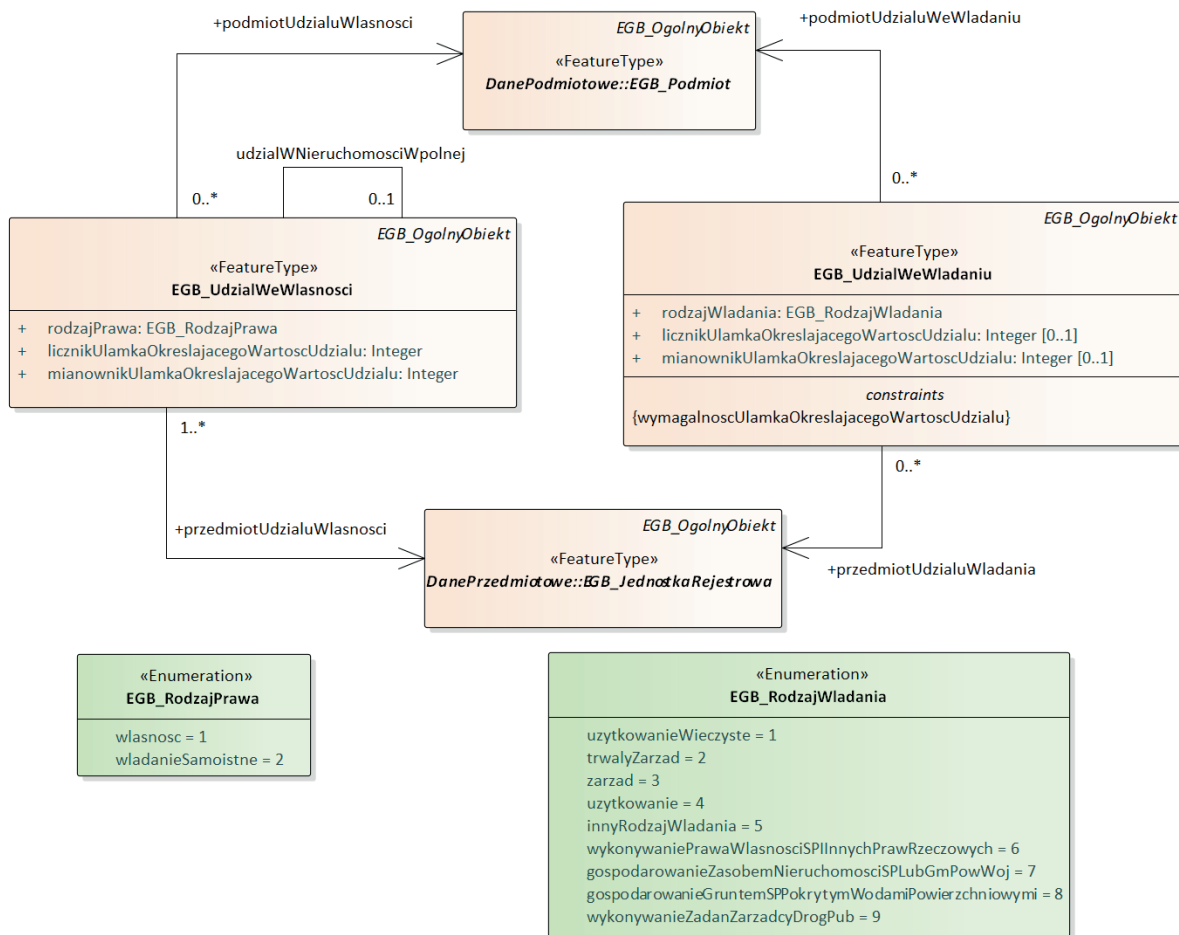 +podmiotUdzialuWlasnosci
+podmiotUdzialuWeWladaniu
EGB_OgolnyObiekt
«FeatureType»
DanePodmiotowe::EGB_Podmiot
udzialWNieruchomosciWpolnej
0..*
0..1
0..*
EGB_OgolnyObiekt
«FeatureType»
EGB_UdzialWeWlasnosci
+ rodzajPrawa: EGB_RodzajPrawa
+ licznikUlamkaOkreslajacegoWartoscUdzialu: Integer
+ mianownikUlamkaOkreslajacegoWartoscUdzialu: Integer
EGB_OgolnyObiekt
«FeatureType»
EGB_UdzialWeWladaniu
+ rodzajWladania: EGB_RodzajWladania
+ licznikUlamkaOkreslajacegoWartoscUdzialu: Integer [0..1]
+ mianownikUlamkaOkreslajacegoWartoscUdzialu: Integer [0..1]
constraints
{wymagalnoscUlamkaOkreslajacegoWartoscUdzialu}
1..*
0..*
+przedmiotUdzialuWlasnosci
+przedmiotUdzialuWladania
EGB_OgolnyObiekt
«FeatureType»
DanePrzedmiotowe::EGB_JednostkaRejestrowa
«Enumeration»
EGB_RodzajPrawa
wlasnosc = 1
wladanieSamoistne = 2
«Enumeration»
EGB_RodzajWladania
uzytkowanieWieczyste = 1
trwalyZarzad = 2
zarzad = 3
uzytkowanie = 4
innyRodzajWladania = 5
wykonywaniePrawaWlasnosciSPIInnychPrawRzeczowych = 6
gospodarowanieZasobemNieruchomosciSPLubGmPowWoj = 7
gospodarowanieGruntemSPPokrytymWodamiPowierzchniowymi = 8
wykonywanieZadanZarzadcyDrogPub = 9